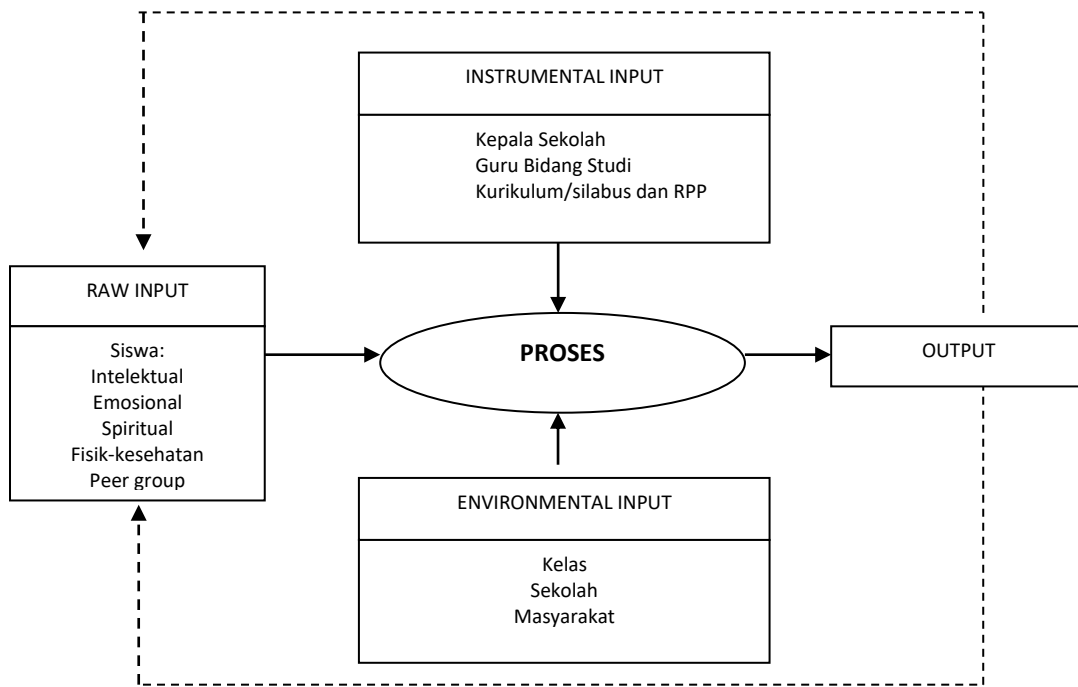 INSTRUMENTAL INPUT
Kepala Sekolah
Guru Bidang Studi
Kurikulum/silabus dan RPP
RAW INPUT
Siswa:
Intelektual
Emosional
Spiritual
Fisik-kesehatan
Peer group
PROSES
OUTPUT
ENVIRONMENTAL INPUT
Kelas
Sekolah
Masyarakat